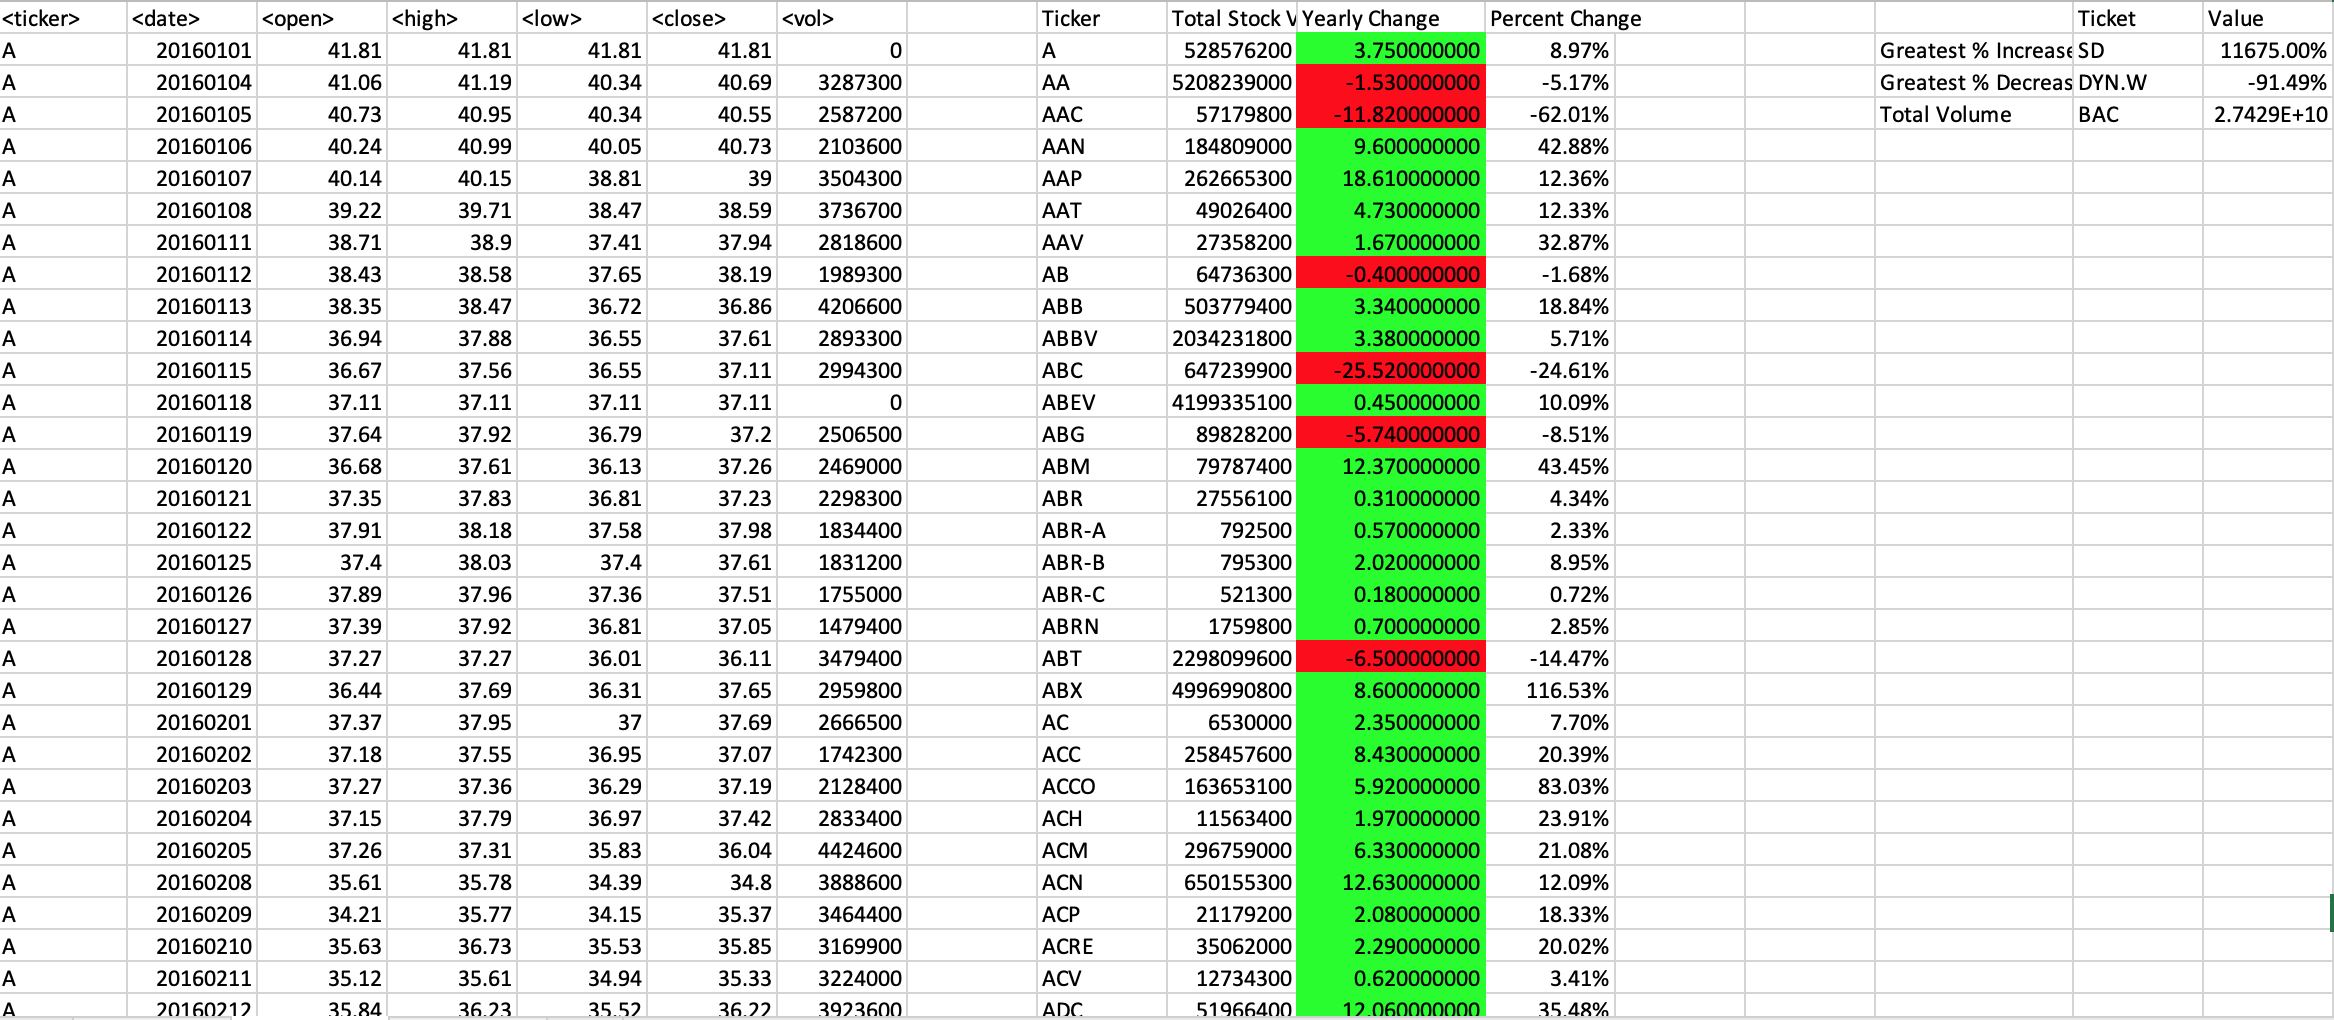 <ticker> <date> <open> <high> <low> <close> <vol> Ticker Total Stock V Yearly Change Percent Change Ticket Value
A 20160101 41.81 41.81 41.81 41.81 0 A 528576200 3.750000000 8.97% Greatest % Increase SD 11675.00%
A 20160104 41.06 41.19 40.34 40.69 3287300 AA 5208239000 -1.530000000 -5.17% Greatest % Decreas DYN.W -91.49%
A 20160105 40.73 40.95 40.34 40.55 2587200 AAC 57179800 -11.820000000 -62.01% Total Volume BAC 2.7429E+10
A 20160106 40.24 40.99 40.05 40.73 2103600 AAN 184809000 9.600000000 42.88%
A 20160107 40.14 40.15 38.81 39 3504300 AAP 262665300 18.610000000 12.36%
A 20160108 39.22 39.71 38.47 38.59 3736700 AAT 49026400 4.730000000 12.33%
A 20160111 38.71 38.9 37.41 37.94 2818600 AAV 27358200 1.670000000 32.87%
A 20160112 38.43 38.58 37.65 38.19 1989300 AB 64736300 -0.400000000 -1.68%
A 20160113 38.35 38.47 36.72 36.86 4206600 ABB 503779400 3.340000000 18.84%
A 20160114 36.94 37.88 36.55 37.61 2893300 ABBV 2034231800 3.380000000 5.71%
A 20160115 36.67 37.56 36.55 37.11 2994300 ABC 647239900 -25.520000000 -24.61%
A 20160118 37.11 37.11 37.11 37.11 0 ABEV 4199335100 0.450000000 10.09%
A 20160119 37.64 37.92 36.79 37.2 2506500 ABG 89828200 -5.740000000 -8.51%
A 20160120 36.68 37.61 36.13 37.26 2469000 ABM 79787400 12.370000000 43.45%
A 20160121 37.35 37.83 36.81 37.23 2298300 ABR 27556100 0.310000000 4.34%
A 20160122 37.91 38.18 37.58 37.98 1834400 ABR-A 792500 0.570000000 2.33%
A 20160125 37.4 38.03 37.4 37.61 1831200 ABR-B 795300 2.020000000 8.95%
A 20160126 37.89 37.96 37.36 37.51 1755000 ABR-C 521300 0.180000000 0.72%
A 20160127 37.39 37.92 36.81 37.05 1479400 ABRN 1759800 0.700000000 2.85%
A 20160128 37.27 37.27 36.01 36.11 3479400 ABT 2298099600 -6.500000000 -14.47%
A 20160129 36.44 37.69 36.31 37.65 2959800 ABX 4996990800 8.600000000 116.53%
A 20160201 37.37 37.95 37 37.69 2666500 AC 6530000 2.350000000 7.70%
A 20160202 37.18 37.55 36.95 37.07 1742300 ACC 258457600 8.430000000 20.39%
A 20160203 37.27 37.36 36.29 37.19 2128400 ACCO 163653100 5.920000000 83.03%
A 20160204 37.15 37.79 36.97 37.42 2833400 ACH 11563400 1.970000000 23.91%
A 20160205 37.26 37.31 35.83 36.04 4424600 ACM 296759000 6.330000000 21.08%
A 20160208 35.61 35.78 34.39 34.8 3888600 ACN 650155300 12.630000000 12.09%
A 20160209 34.21 35.77 34.15 35.37 3464400 ACP 21179200 2.080000000 18.33%
A 20160210 35.63 36.73 35.53 35.85 3169900 ACRE 35062000 2.290000000 20.02%
A 20160211 35.12 35.61 34.94 35.33 3224000 ACV 12734300 0.620000000 3.41%
A 20160212 35.84 36.23 35.52 36.22 3923600 ADC 51966400 12.060000000 35.48%